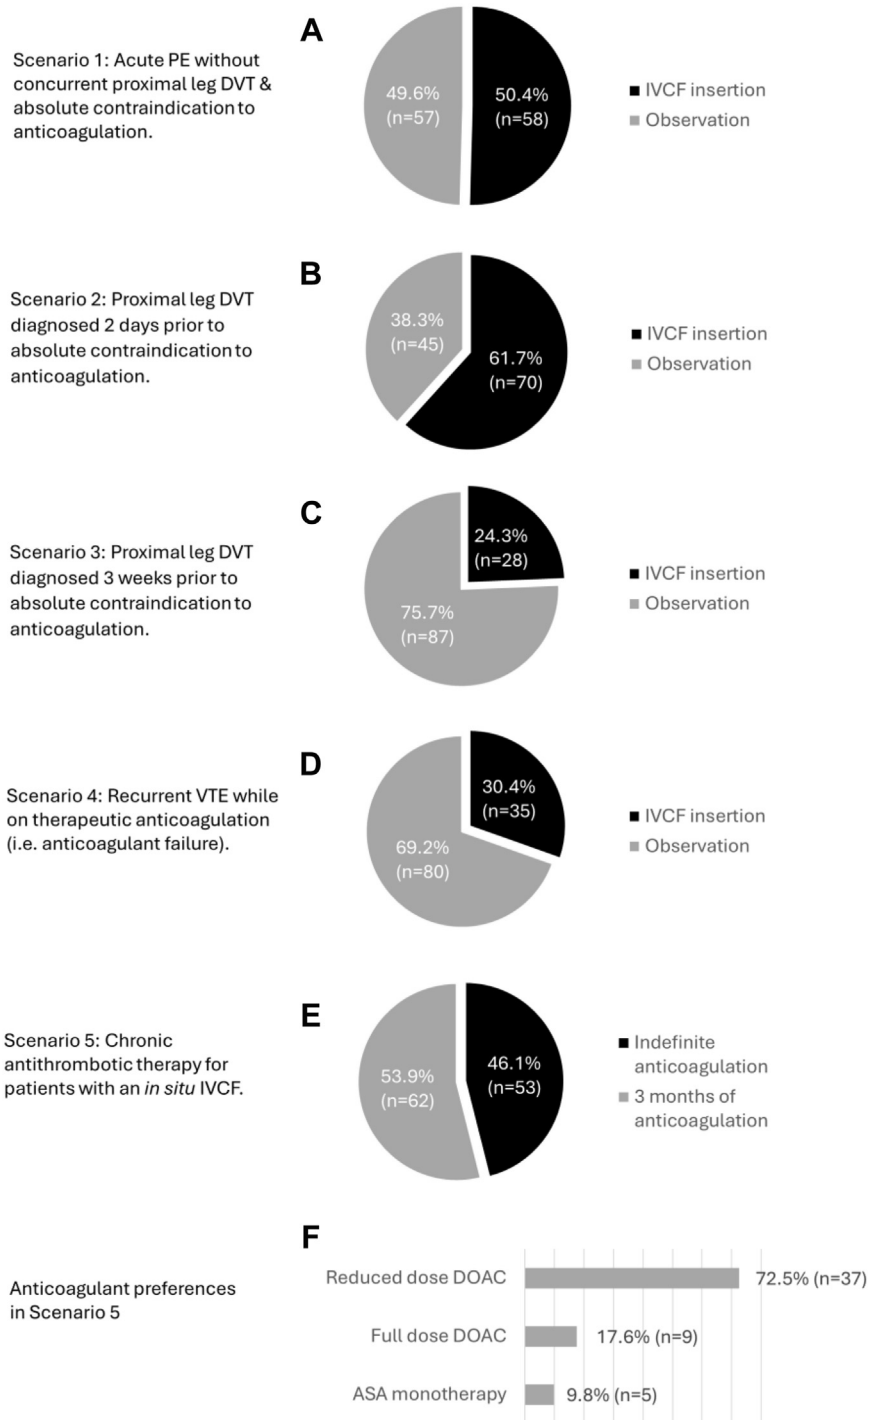 A
Scenario 1: Acute PE without
concurrent proximal leg DVT &
absolute contraindication to
anticoagulation.
49.6%
(n=57)
50.4%
(n=58)
IVCF insertion
Observation
B
Scenario 2: Proximal leg DVT
diagnosed 2 days prior to
absolute contraindication to
anticoagulation.
38.3%
(n=45)
61.7%
(n=70)
IVCF insertion
Observation
C
Scenario 3: Proximal leg DVT
diagnosed 3 weeks prior to
absolute contraindication to
anticoagulation.
24.3%
(n=28)
75.7%
(n=87)
IVCF insertion
Observation
D
Scenario 4: Recurrent VTE while
on therapeutic anticoagulation
(i.e. anticoagulant failure).
30.4%
(n=35)
69.2%
(n=80)
IVCF insertion
Observation
E
Scenario 5: Chronic
antithrombotic therapy for
patients with an in situ IVCF.
53.9%
(n=62)
46.1%
(n=53)
Indefinite
anticoagulation
3 months of
anticoagulation
F
Anticoagulant preferences
in Scenario 5
Reduced dose DOAC 72.5% (n=37)
Full dose DOAC 17.6% (n=9)
ASA monotherapy 9.8% (n=5)